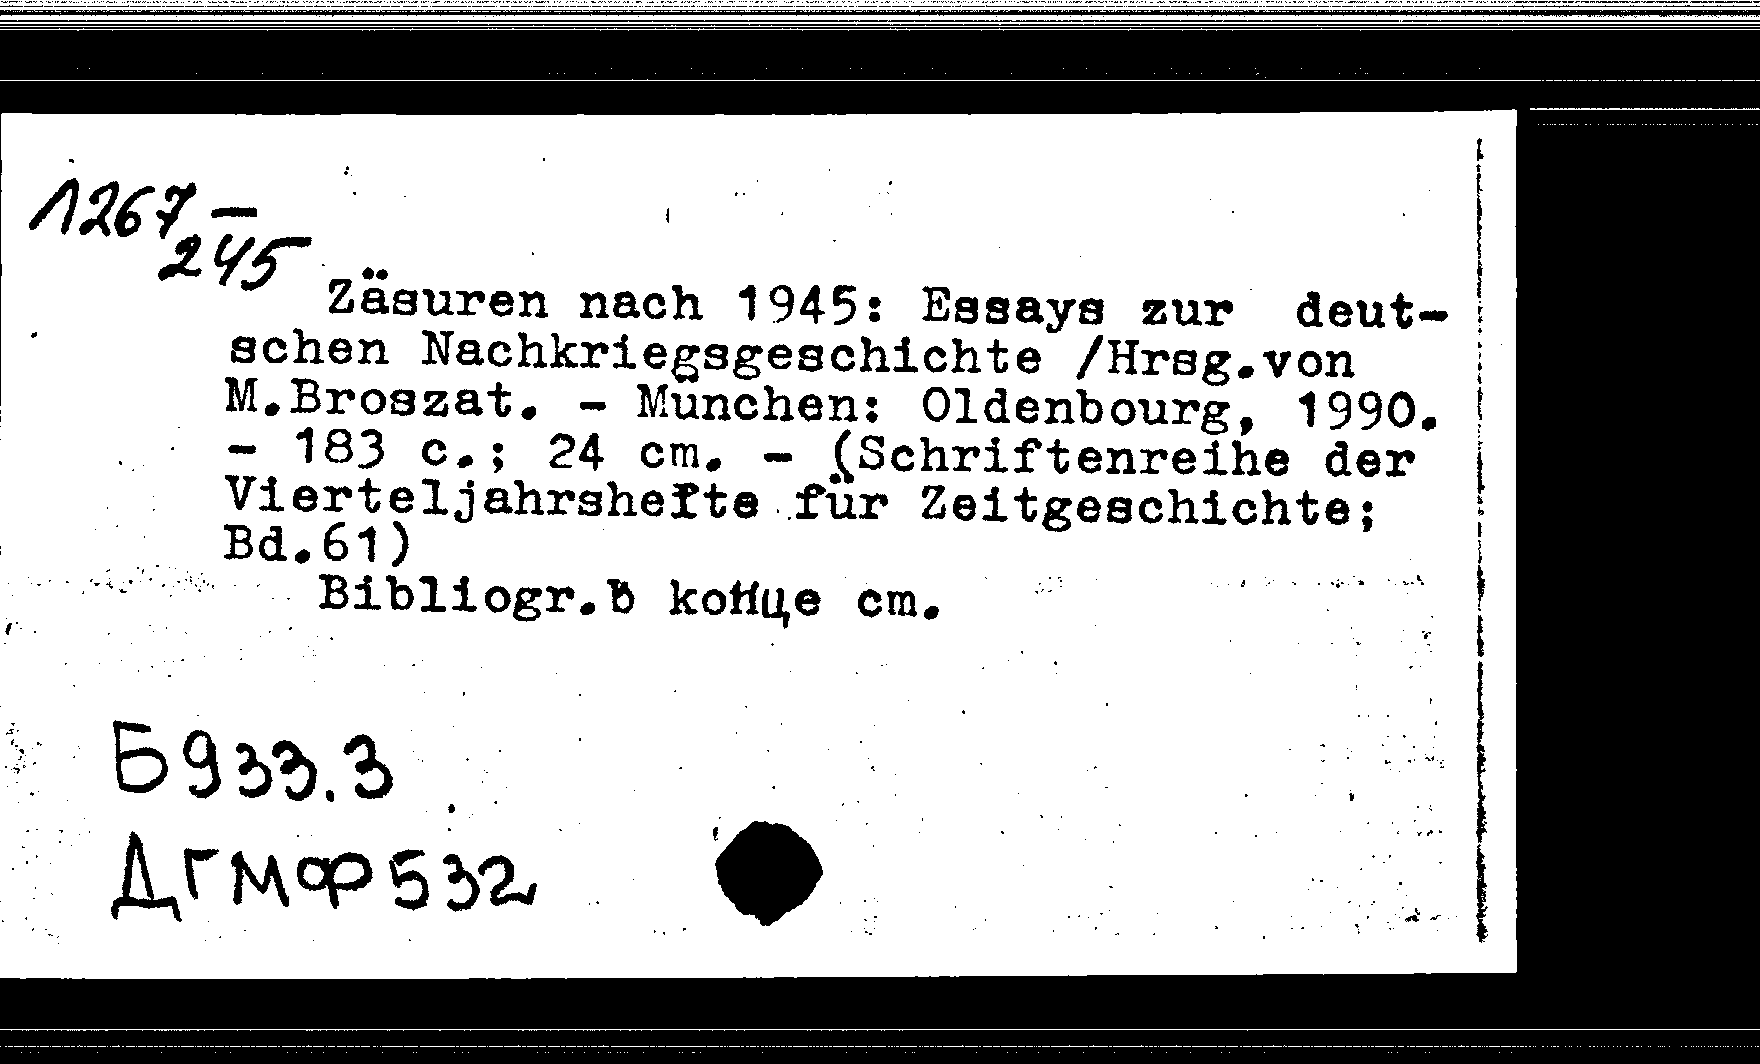 1267-
245
Zäsuren nach 1945: Essays zur deut-
schen Nachkriegsgeschichte /Hrsg.von
M.Broszat. - München: Oldenbourg, 1990.
- 183 c.; 24 cm. - (Schriftenreihe der
Vierteljahrshefte für Zeitgeschichte;
Bd.61)
Bibliogr.в конце cm.
Б933.3
ДГМФ532